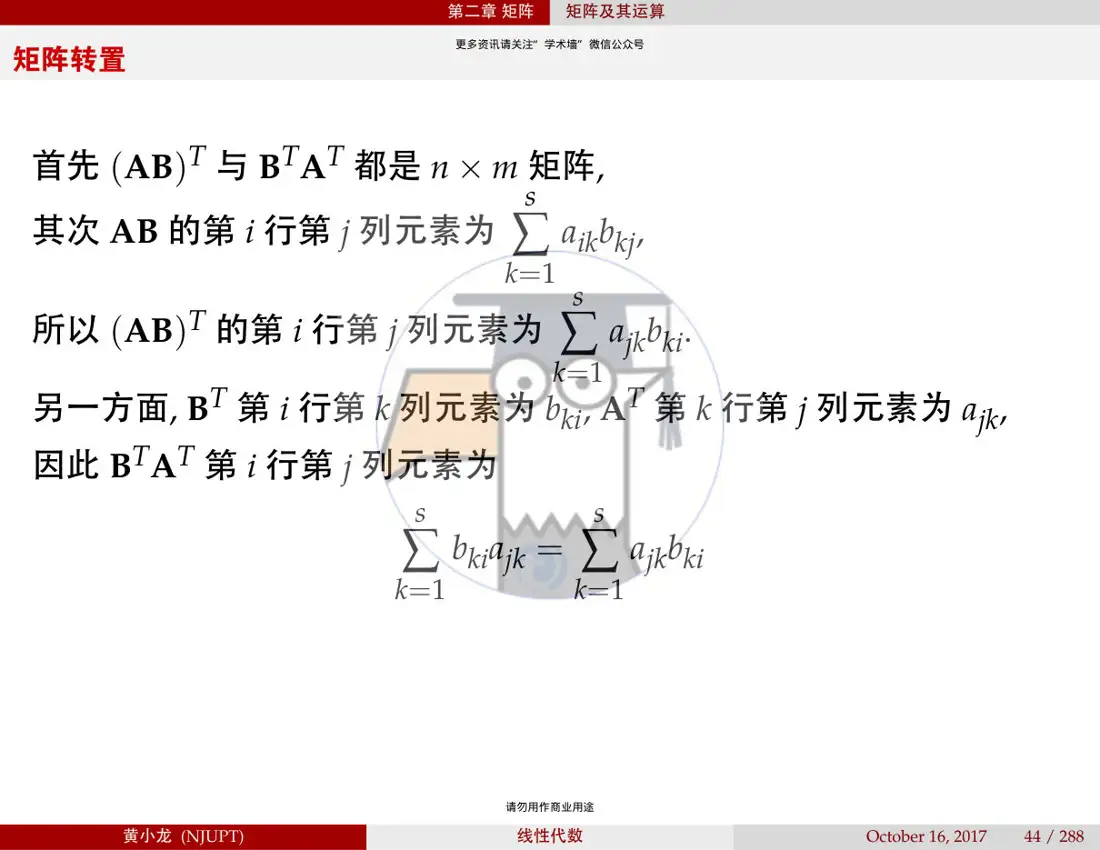 第二章 矩阵 矩阵及其运算
更多资讯请关注“学术墙”微信公众号
矩阵转置
首先 (AB)^T 与 B^T A^T 都是 n × m 矩阵,
其次 AB 的第 i 行第 j 列元素为 \sum_{k=1}^{s} a_{ik}b_{kj},
所以 (AB)^T 的第 i 行第 j 列元素为 \sum_{k=1}^{s} a_{jk}b_{ki}.
另一方面, B^T 第 i 行第 k 列元素为 b_{ki}, A^T 第 k 行第 j 列元素为 a_{jk},
因此 B^T A^T 第 i 行第 j 列元素为
\sum_{k=1}^{s} b_{ki}a_{jk} = \sum_{k=1}^{s} a_{jk}b_{ki}
请勿用作商业用途
黄小龙 (NJUPT) 线性代数 October 16, 2017 44 / 288